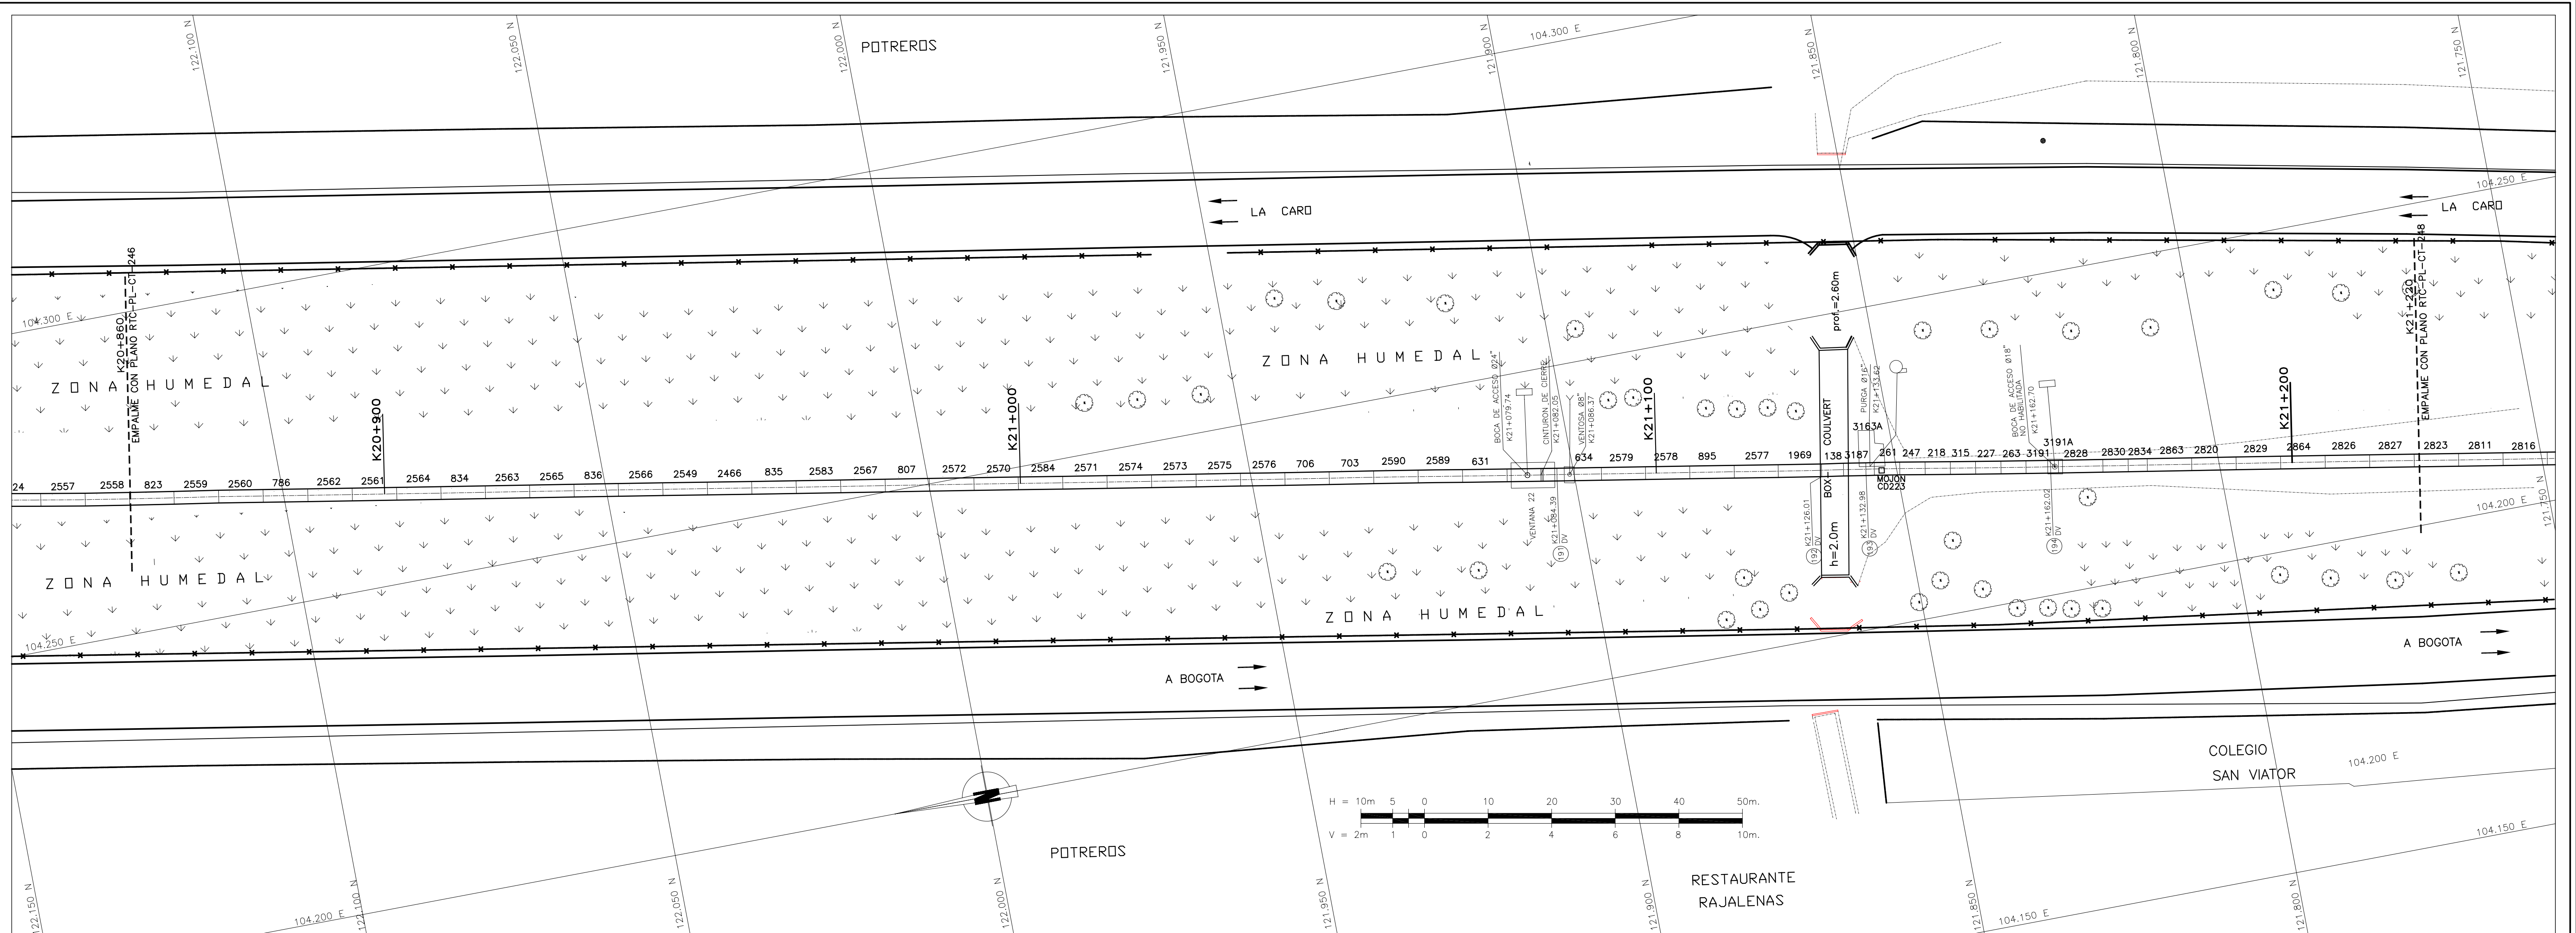 122.100 N
122.050 N
122.000 N
121.950 N
121.900 N
121.850 N
121.800 N
121.750 N
POTREROS
104.300 E
104.250 E
LA CARO
LA CARO
104.300 E
K20+860
EMPALME CON PLANO RTC-PL-CT-246
ZONA HUMEDAL
ZONA HUMEDAL
prof.=2.60m
K21+220
EMPALME CON PLANO RTC-PL-CT-248
K20+900
K21+000
K21+100
K21+200
BOCA DE ACCESO Ø24"
K21+079.74
CINTURON DE CIERRE
K21+082.05
VENTOSA Ø8"
K21+086.37
PURGA Ø16"
K21+133.62
BOCA DE ACCESO Ø18"
NO HABILITADA
K21+162.70
3163A
3191A
24 2557 2558 823 2559 2560 786 2562 2561 2564 834 2563 2565 836 2566 2549 2466 835 2583 2567 807 2572 2570 2584 2571 2574 2573 2575 2576 706 703 2590 2589 631 634 2579 2578 895 2577 1969 138 3187 261 247 218 315 227 263 3191 2828 2830 2834 2863 2820 2829 2864 2826 2827 2823 2811 2816
BOX- COULVERT
h=2.0m
MOJON
CD223
VENTANA 22
K21+084.39
191 DV
K21+126.01
192 DV
K21+132.98
193 DV
K21+162.02
194 DV
104.200 E
121.750 N
ZONA HUMEDAL
ZONA HUMEDAL
104.250 E
A BOGOTA
A BOGOTA
COLEGIO
SAN VIATOR
104.200 E
N
H = 10m 5 0 10 20 30 40 50m.
V = 2m 1 0 2 4 6 8 10m.
104.150 E
POTREROS
RESTAURANTE
RAJALENAS
104.200 E
104.150 E
122.150 N
122.100 N
122.050 N
122.000 N
121.950 N
121.900 N
121.850 N
121.800 N